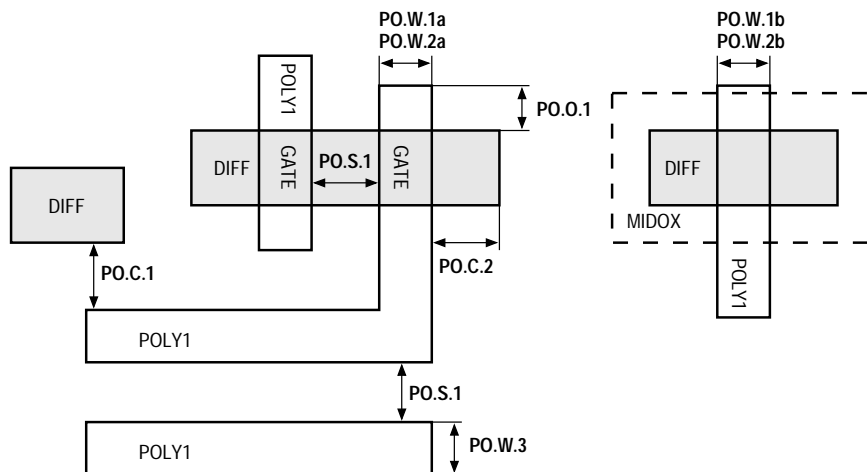 PO.W.1a
PO.W.2a
PO.W.1b
PO.W.2b
POLY1
PO.O.1
DIFF
GATE
PO.S.1
GATE
DIFF
DIFF
MIDOX
PO.C.1
PO.C.2
POLY1
POLY1
PO.S.1
POLY1
PO.W.3